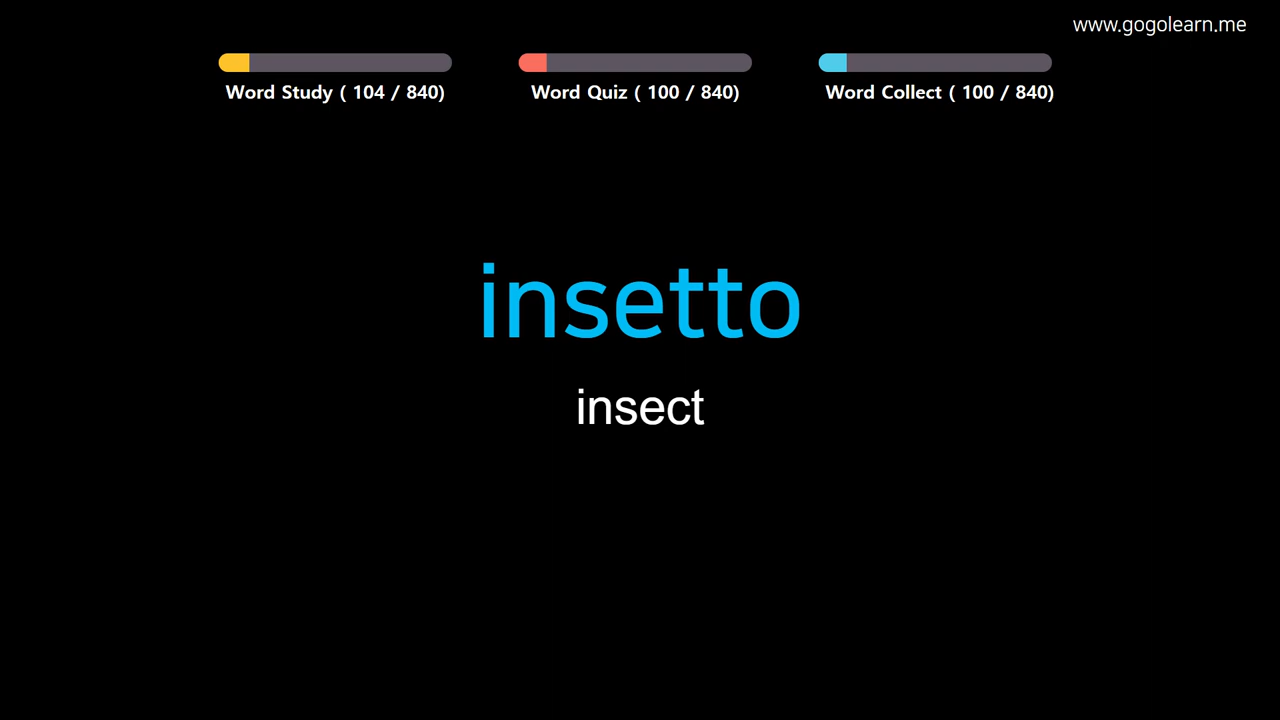 www.gogolearn.me
Word Study ( 104 / 840)
Word Quiz ( 100 / 840)
Word Collect ( 100 / 840)
insetto
insect